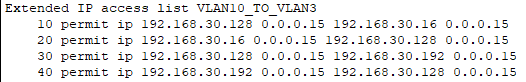 Extended IP access list VLAN10_TO_VLAN3
10 permit ip 192.168.30.128 0.0.0.15 192.168.30.16 0.0.0.15
20 permit ip 192.168.30.16 0.0.0.15 192.168.30.128 0.0.0.15
30 permit ip 192.168.30.128 0.0.0.15 192.168.30.192 0.0.0.15
40 permit ip 192.168.30.192 0.0.0.15 192.168.30.128 0.0.0.15